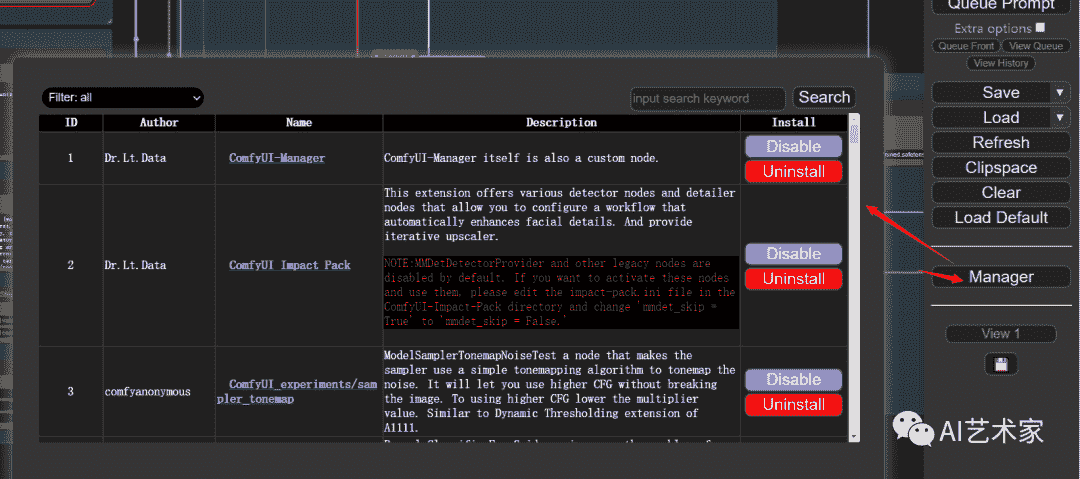 Queue Prompt
Extra options
Queue Front
View Queue
View History
Save
Load
Refresh
Clipspace
Clear
Load Default
Manager
View 1
Filter: all
input search keyword
Search
ID
Author
Name
Description
Install
1
Dr.Lt.Data
ComfyUI-Manager
ComfyUI-Manager itself is also a custom node.
Disable
Uninstall
2
Dr.Lt.Data
ComfyUI Impact Pack
This extension offers various detector nodes and detailer
nodes that allow you to configure a workflow that
automatically enhances facial details. And provide
iterative upscaler.
NOTE:MMDetDetectorProvider and other legacy nodes are
disabled by default. If you want to activate these nodes
and use them, please edit the impact-pack.ini file in the
ComfyUI-Impact-Pack directory and change 'mmdet_skip =
True' to 'mmdet_skip = False.'
Disable
Uninstall
3
comfyanonymous
ComfyUI_experiments/sam
pler_tonemap
ModelSamplerTonemapNoiseTest a node that makes the
sampler use a simple tonemapping algorithm to tonemap the
noise. It will let you use higher CFG without breaking
the image. To using higher CFG lower the multiplier
value. Similar to Dynamic Thresholding extension of
A1111.
Disable
Uninstall
AI艺术家